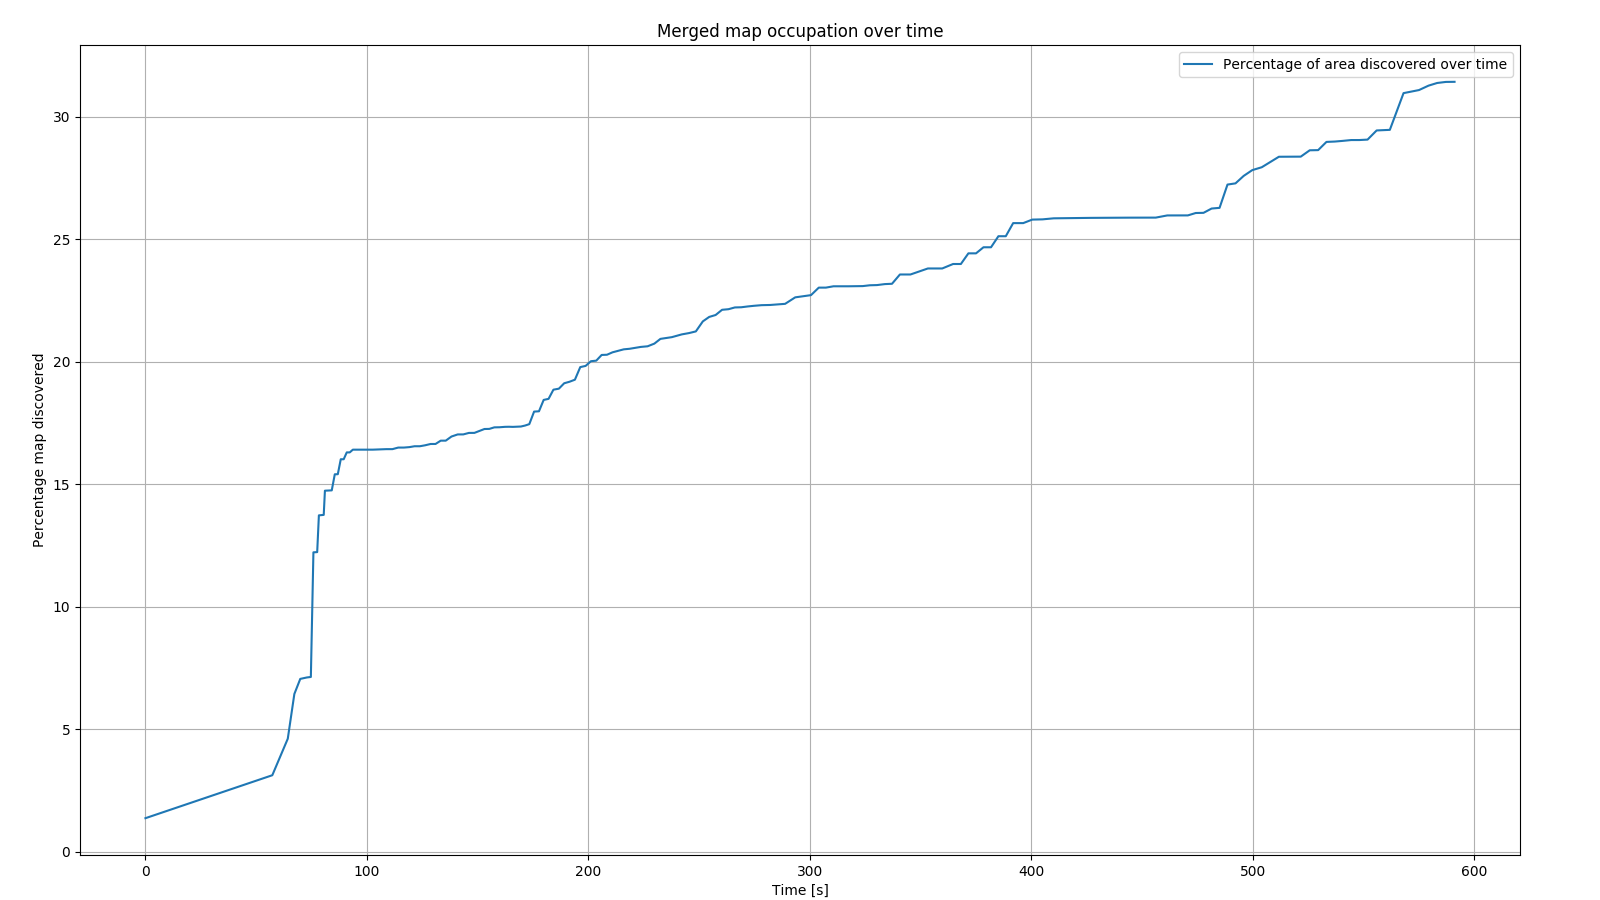 Merged map occupation over time
Percentage of area discovered over time
Percentage map discovered
30
25
20
15
10
5
0
0 100 200 300 400 500 600
Time [s]